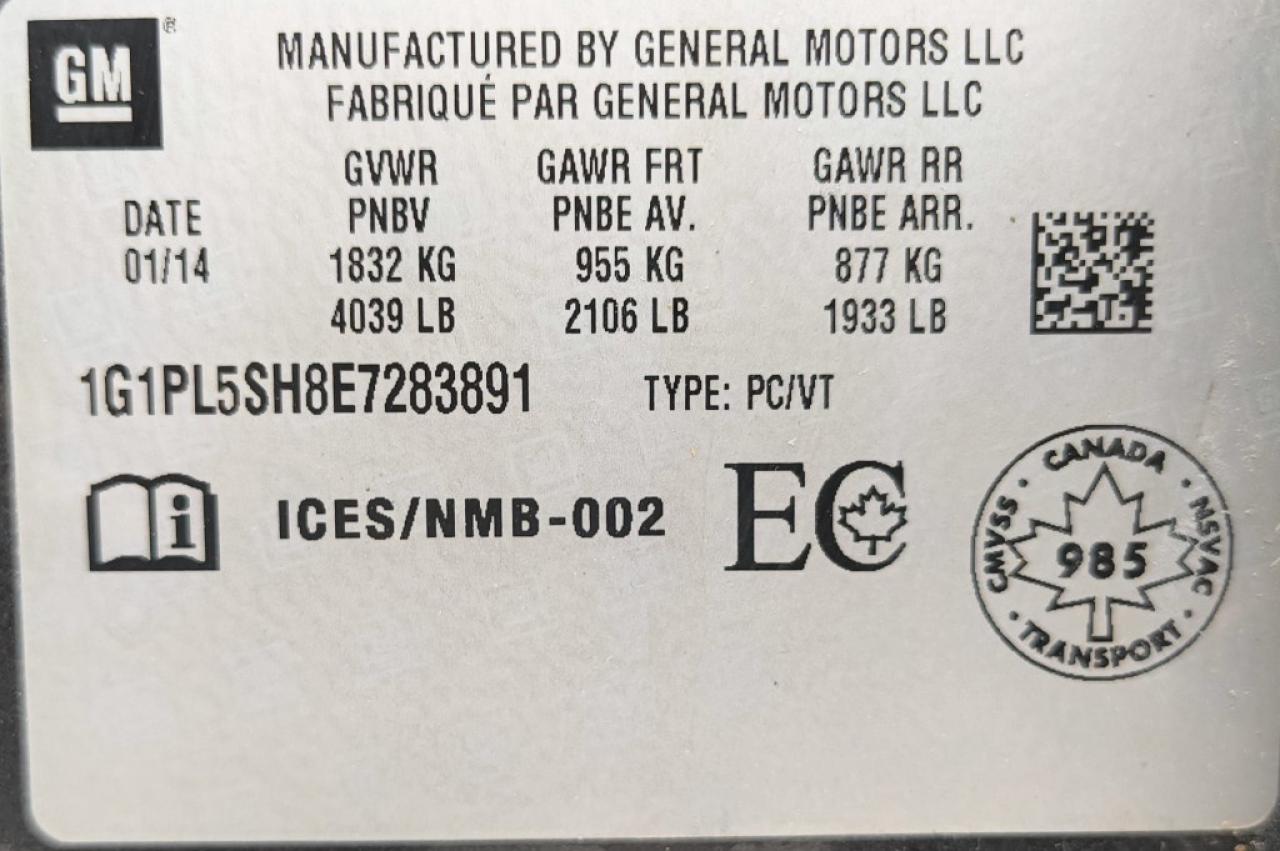 GM ®
MANUFACTURED BY GENERAL MOTORS LLC
FABRIQUÉ PAR GENERAL MOTORS LLC
GVWR GAWR FRT GAWR RR
DATE PNBV PNBE AV. PNBE ARR.
01/14 1832 KG 955 KG 877 KG
4039 LB 2106 LB 1933 LB
1G1PL5SH8E7283891 TYPE: PC/VT
i ICES/NMB-002 EC
CANADA
CMVSS · 985 · NSVAC
TRANSPORT